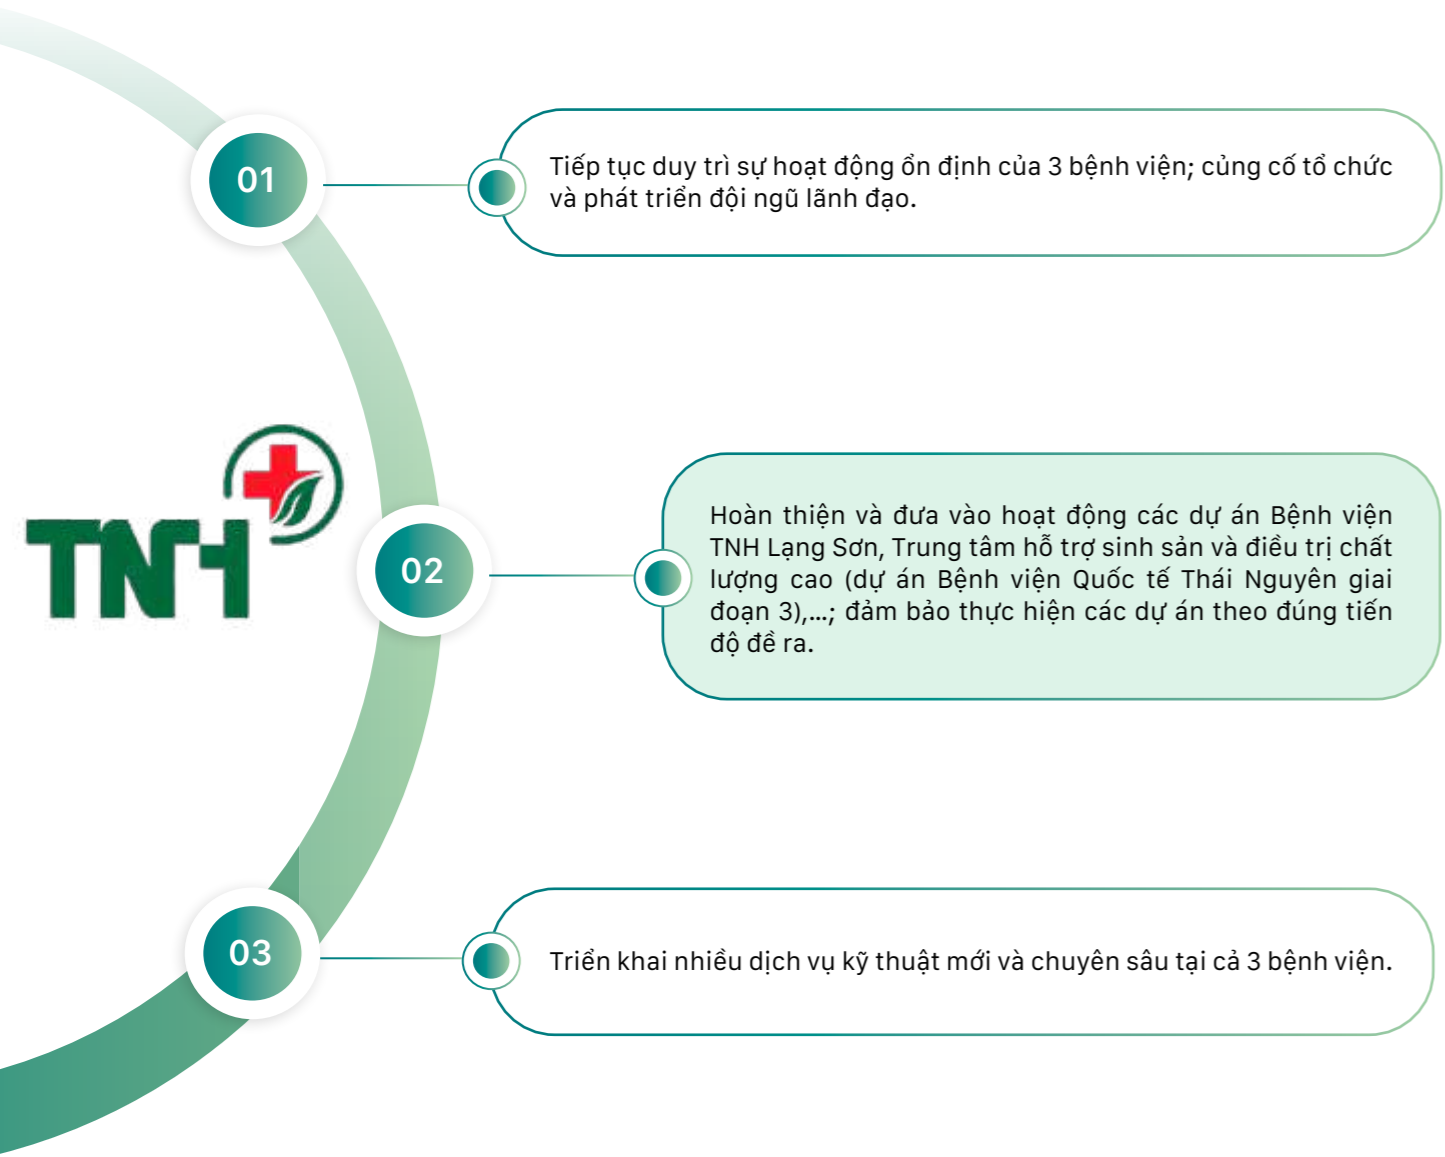 01
Tiếp tục duy trì sự hoạt động ổn định của 3 bệnh viện; củng cố tổ chức
và phát triển đội ngũ lãnh đạo.
TNH
02
Hoàn thiện và đưa vào hoạt động các dự án Bệnh viện
TNH Lạng Sơn, Trung tâm hỗ trợ sinh sản và điều trị chất
lượng cao (dự án Bệnh viện Quốc tế Thái Nguyên giai
đoạn 3),...; đảm bảo thực hiện các dự án theo đúng tiến
độ đề ra.
03
Triển khai nhiều dịch vụ kỹ thuật mới và chuyên sâu tại cả 3 bệnh viện.